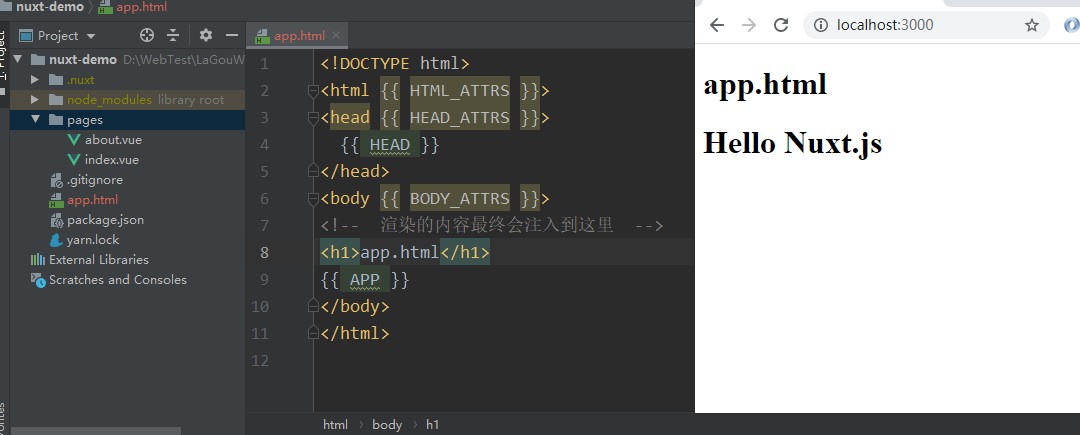 nuxt-demo app.html
Project
app.html
nuxt-demo D:\WebTest\LaGouW
.nuxt
node_modules library root
pages
about.vue
index.vue
.gitignore
app.html
package.json
yarn.lock
External Libraries
Scratches and Consoles
1: Project
1 <!DOCTYPE html>
2 <html {{ HTML_ATTRS }}>
3 <head {{ HEAD_ATTRS }}>
4 {{ HEAD }}
5 </head>
6 <body {{ BODY_ATTRS }}>
7 <!-- 渲染的内容最终会注入到这里 -->
8 <h1>app.html</h1>
9 {{ APP }}
10 </body>
11 </html>
12
html › body › h1
localhost:3000
app.html
Hello Nuxt.js